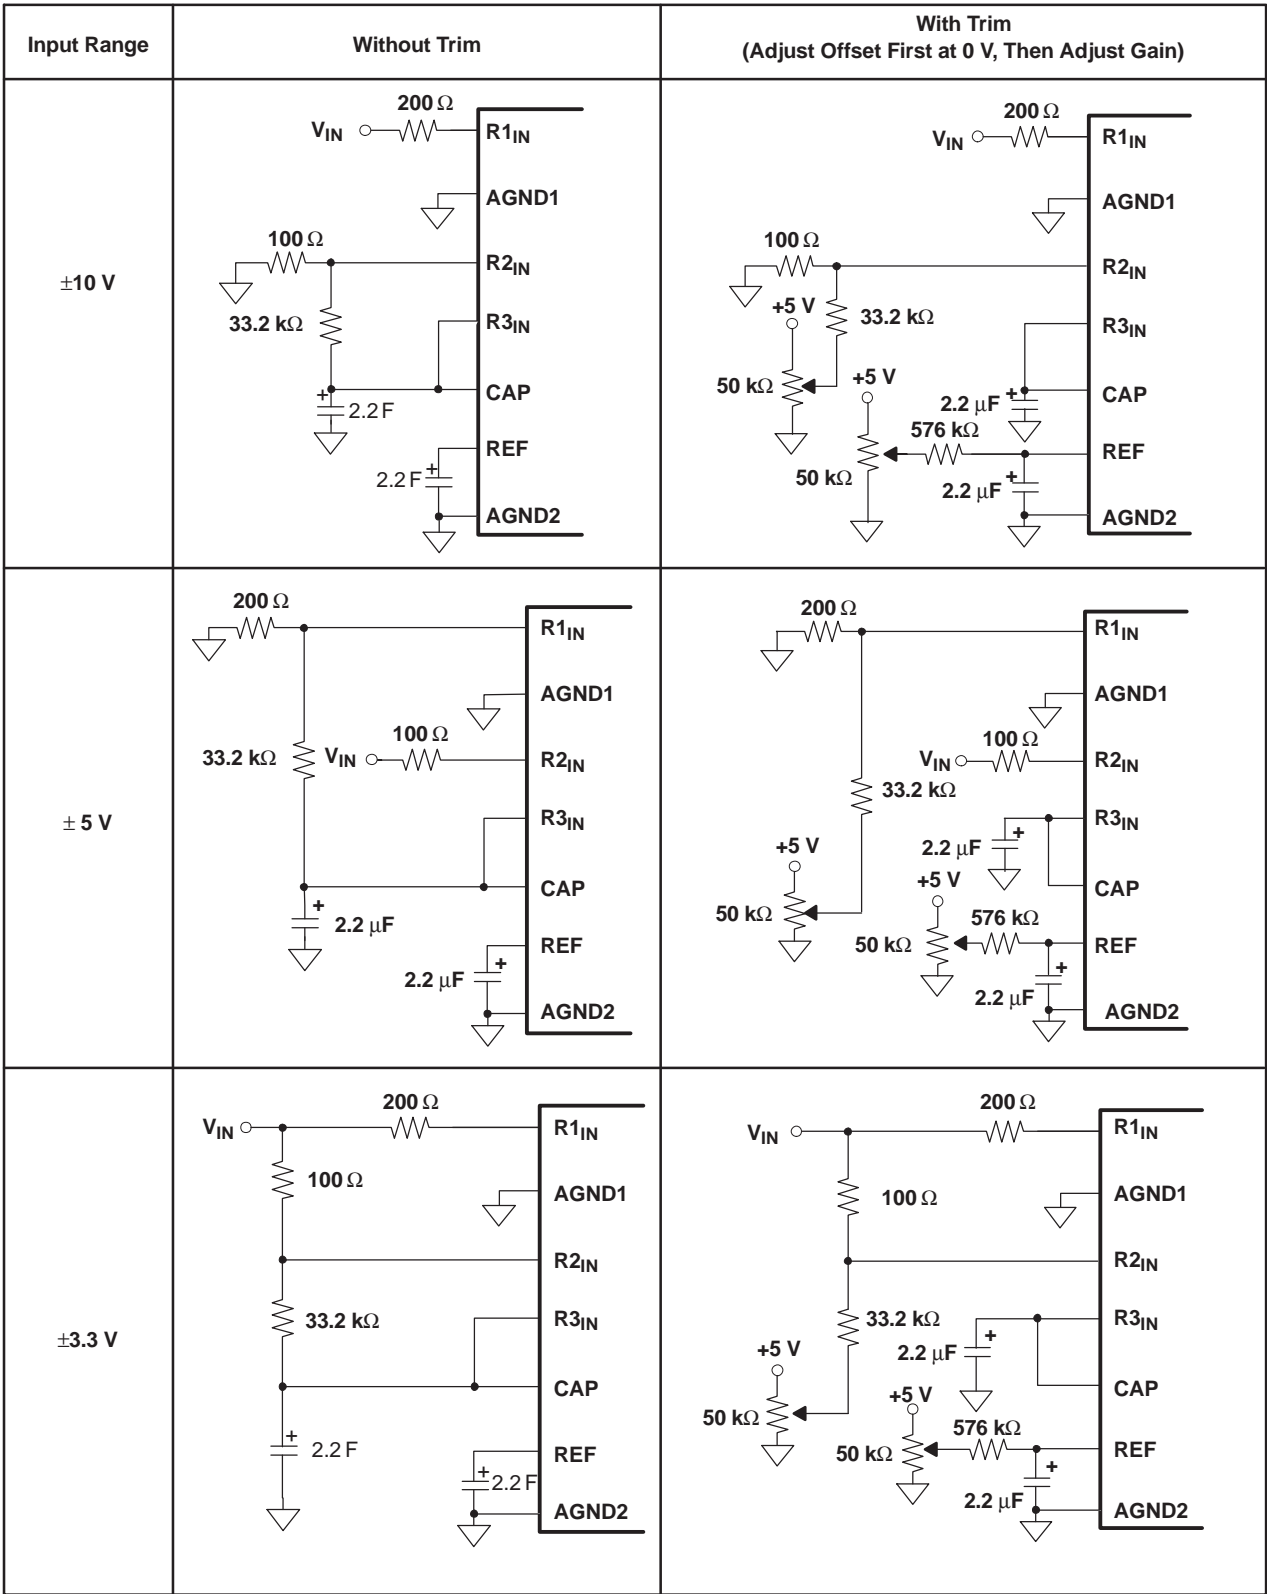 Input Range
Without Trim
With Trim
(Adjust Offset First at 0 V, Then Adjust Gain)
±10 V
200 Ω
VIN
R1IN
AGND1
100 Ω
R2IN
33.2 kΩ
R3IN
+
2.2 F
CAP
REF
+
2.2 F
AGND2
200 Ω
VIN
R1IN
AGND1
100 Ω
R2IN
+5 V
33.2 kΩ
R3IN
50 kΩ
+5 V
+
2.2 µF
CAP
576 kΩ
REF
50 kΩ
+
2.2 µF
AGND2
± 5 V
200 Ω
R1IN
AGND1
100 Ω
33.2 kΩ
VIN
R2IN
R3IN
CAP
+
2.2 µF
REF
+
2.2 µF
AGND2
200 Ω
R1IN
AGND1
100 Ω
VIN
R2IN
33.2 kΩ
R3IN
+
2.2 µF
+5 V
+5 V
CAP
50 kΩ
576 kΩ
50 kΩ
REF
+
2.2 µF
AGND2
±3.3 V
200 Ω
VIN
R1IN
100 Ω
AGND1
R2IN
33.2 kΩ
R3IN
CAP
+
2.2 F
REF
+
2.2 F
AGND2
200 Ω
VIN
R1IN
100 Ω
AGND1
R2IN
33.2 kΩ
R3IN
+
2.2 µF
+5 V
CAP
+5 V
50 kΩ
576 kΩ
50 kΩ
REF
+
2.2 µF
AGND2